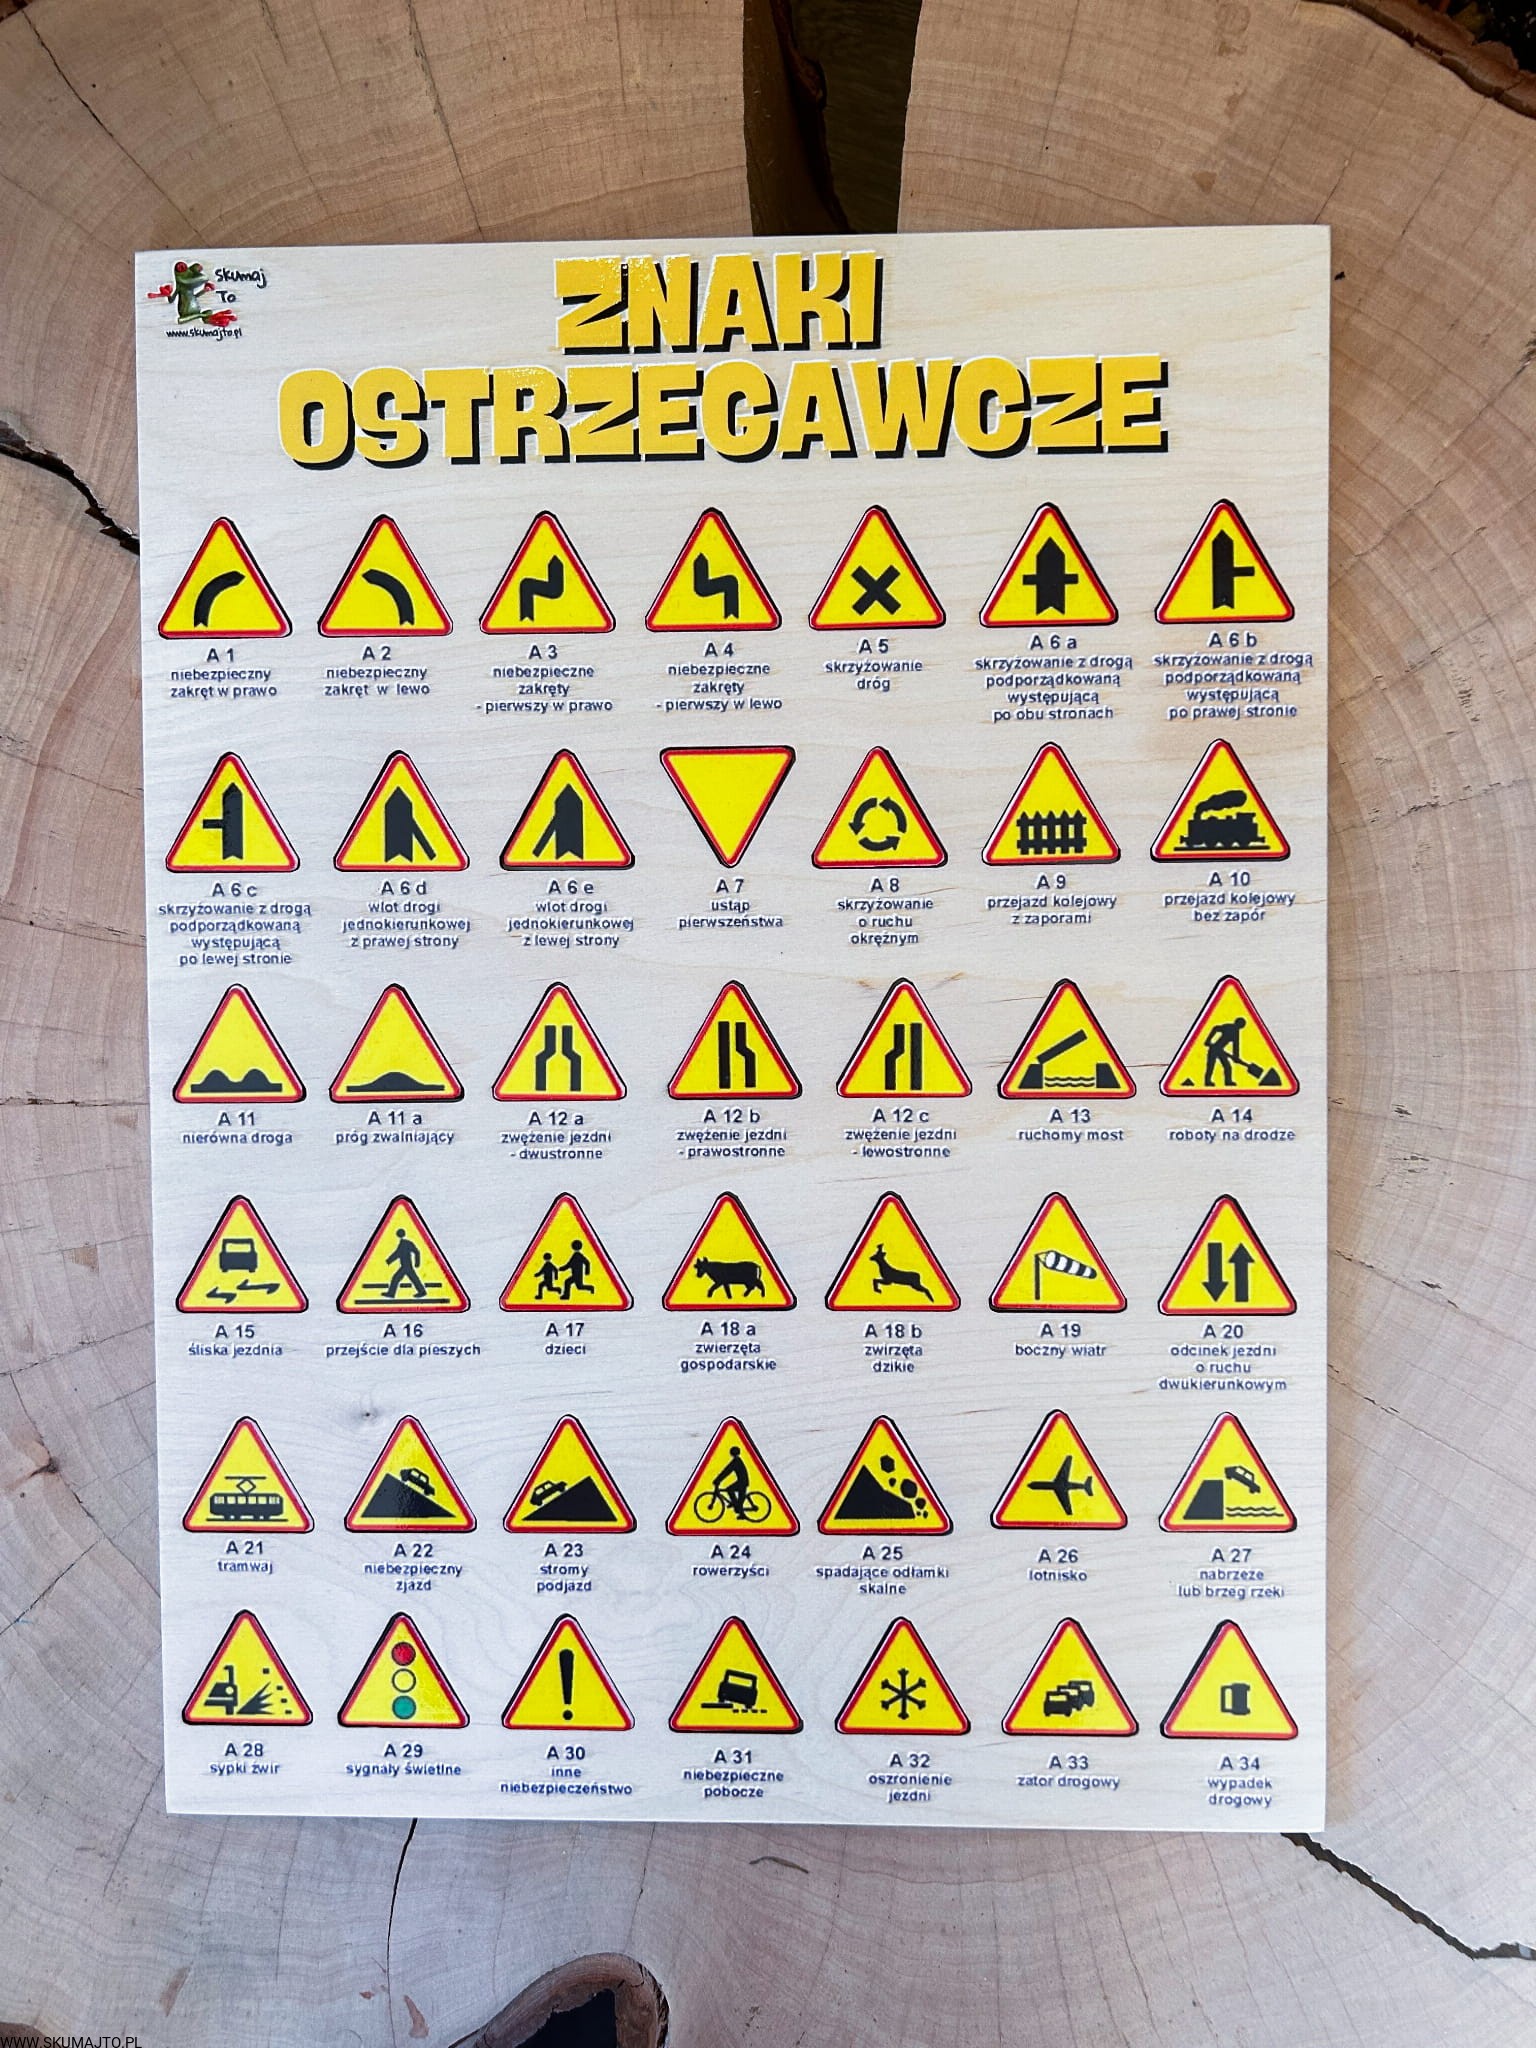 Skumaj
To
www.skumajto.pl
ZNAKI
OSTRZEGAWCZE
A 1
niebezpieczny
zakręt w prawo
A 2
niebezpieczny
zakręt w lewo
A 3
niebezpieczne
zakręty
- pierwszy w prawo
A 4
niebezpieczne
zakręty
- pierwszy w lewo
A 5
skrzyżowanie
dróg
A 6 a
skrzyżowanie z drogą
podporządkowaną
występującą
po obu stronach
A 6 b
skrzyżowanie z drogą
podporządkowaną
występującą
po prawej stronie
A 6 c
skrzyżowanie z drogą
podporządkowaną
występującą
po lewej stronie
A 6 d
wlot drogi
jednokierunkowej
z prawej strony
A 6 e
wlot drogi
jednokierunkowej
z lewej strony
A 7
ustąp
pierwszeństwa
A 8
skrzyżowanie
o ruchu
okrężnym
A 9
przejazd kolejowy
z zaporami
A 10
przejazd kolejowy
bez zapór
A 11
nierówna droga
A 11 a
próg zwalniający
A 12 a
zwężenie jezdni
- dwustronne
A 12 b
zwężenie jezdni
- prawostronne
A 12 c
zwężenie jezdni
- lewostronne
A 13
ruchomy most
A 14
roboty na drodze
A 15
śliska jezdnia
A 16
przejście dla pieszych
A 17
dzieci
A 18 a
zwierzęta
gospodarskie
A 18 b
zwirzęta
dzikie
A 19
boczny wiatr
A 20
odcinek jezdni
o ruchu
dwukierunkowym
A 21
tramwaj
A 22
niebezpieczny
zjazd
A 23
stromy
podjazd
A 24
rowerzyści
A 25
spadające odłamki
skalne
A 26
lotnisko
A 27
nabrzeże
lub brzeg rzeki
A 28
sypki żwir
A 29
sygnały świetlne
A 30
inne
niebezpieczeństwo
A 31
niebezpieczne
pobocze
A 32
oszronienie
jezdni
A 33
zator drogowy
A 34
wypadek
drogowy
WWW.SKUMAJTO.PL